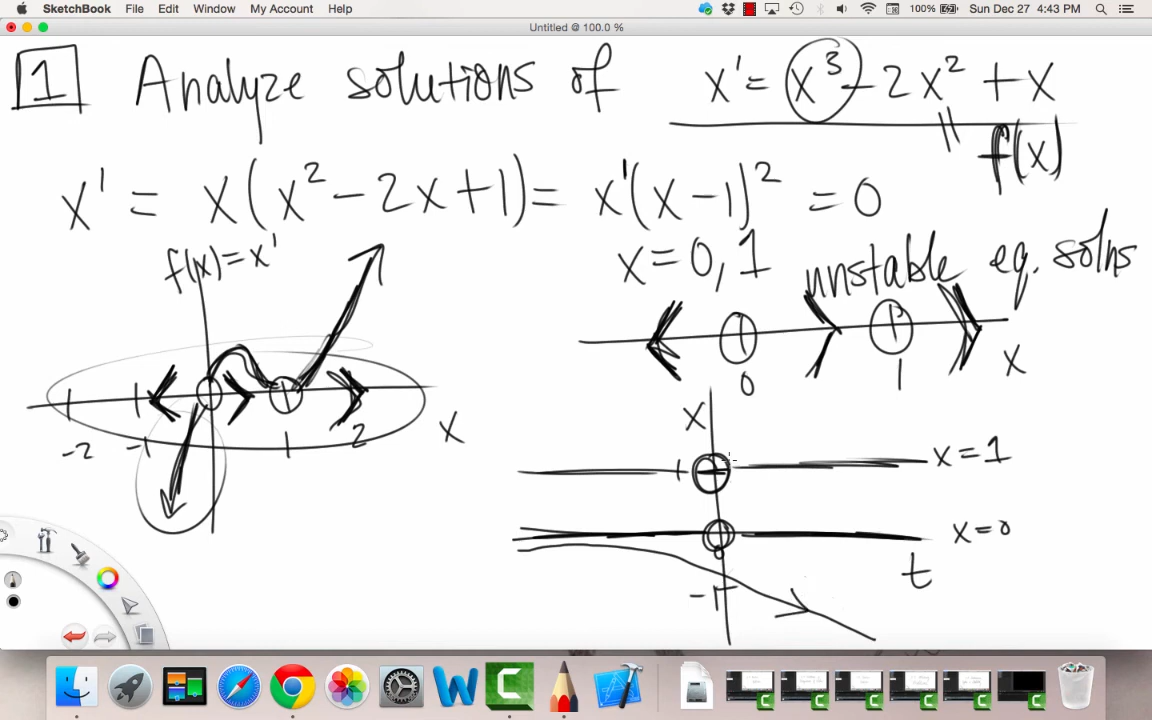 SketchBook File Edit Window My Account Help 100% Sun Dec 27 4:43 PM
Untitled @ 100.0 %
1 Analyze solutions of x' = x³ - 2x² + x
f(x)
x' = x(x² - 2x + 1) = x'(x - 1)² = 0
f(x) = x'
x = 0, 1 unstable eq. solns
0 1 x
-2 -1 1 2 x
x
1 x = 1
0 x = 0
t
-1